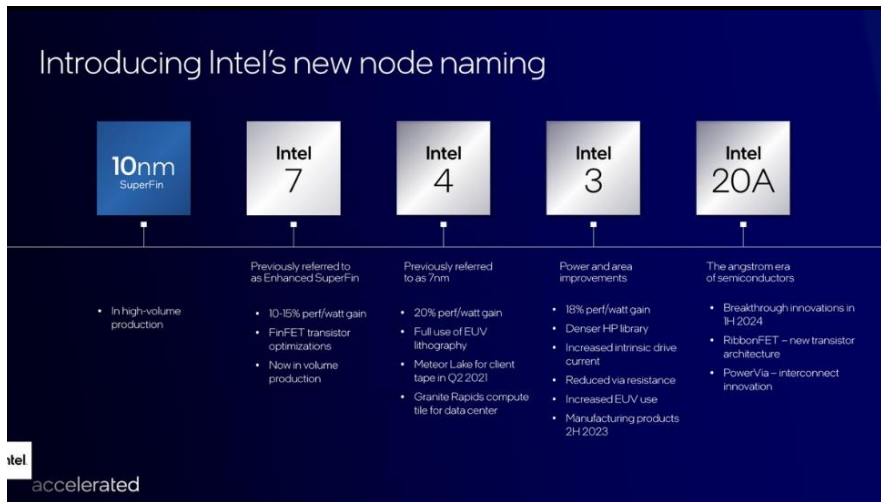 Introducing Intel's new node naming
10nm
SuperFin
Intel
7
Intel
4
Intel
3
Intel
20A
• In high-volume
production
Previously referred to
as Enhanced SuperFin
• 10-15% perf/watt gain
• FinFET transistor
optimizations
• Now in volume
production
Previously referred
to as 7nm
• 20% perf/watt gain
• Full use of EUV
lithography
• Meteor Lake for client
tape in Q2 2021
• Granite Rapids compute
tile for data center
Power and area
improvements
• 18% perf/watt gain
• Denser HP library
• Increased intrinsic drive
current
• Reduced via resistance
• Increased EUV use
• Manufacturing products
2H 2023
The angstrom era
of semiconductors
• Breakthrough innovations in
1H 2024
• RibbonFET – new transistor
architecture
• PowerVia – interconnect
innovation
ntel.
accelerated